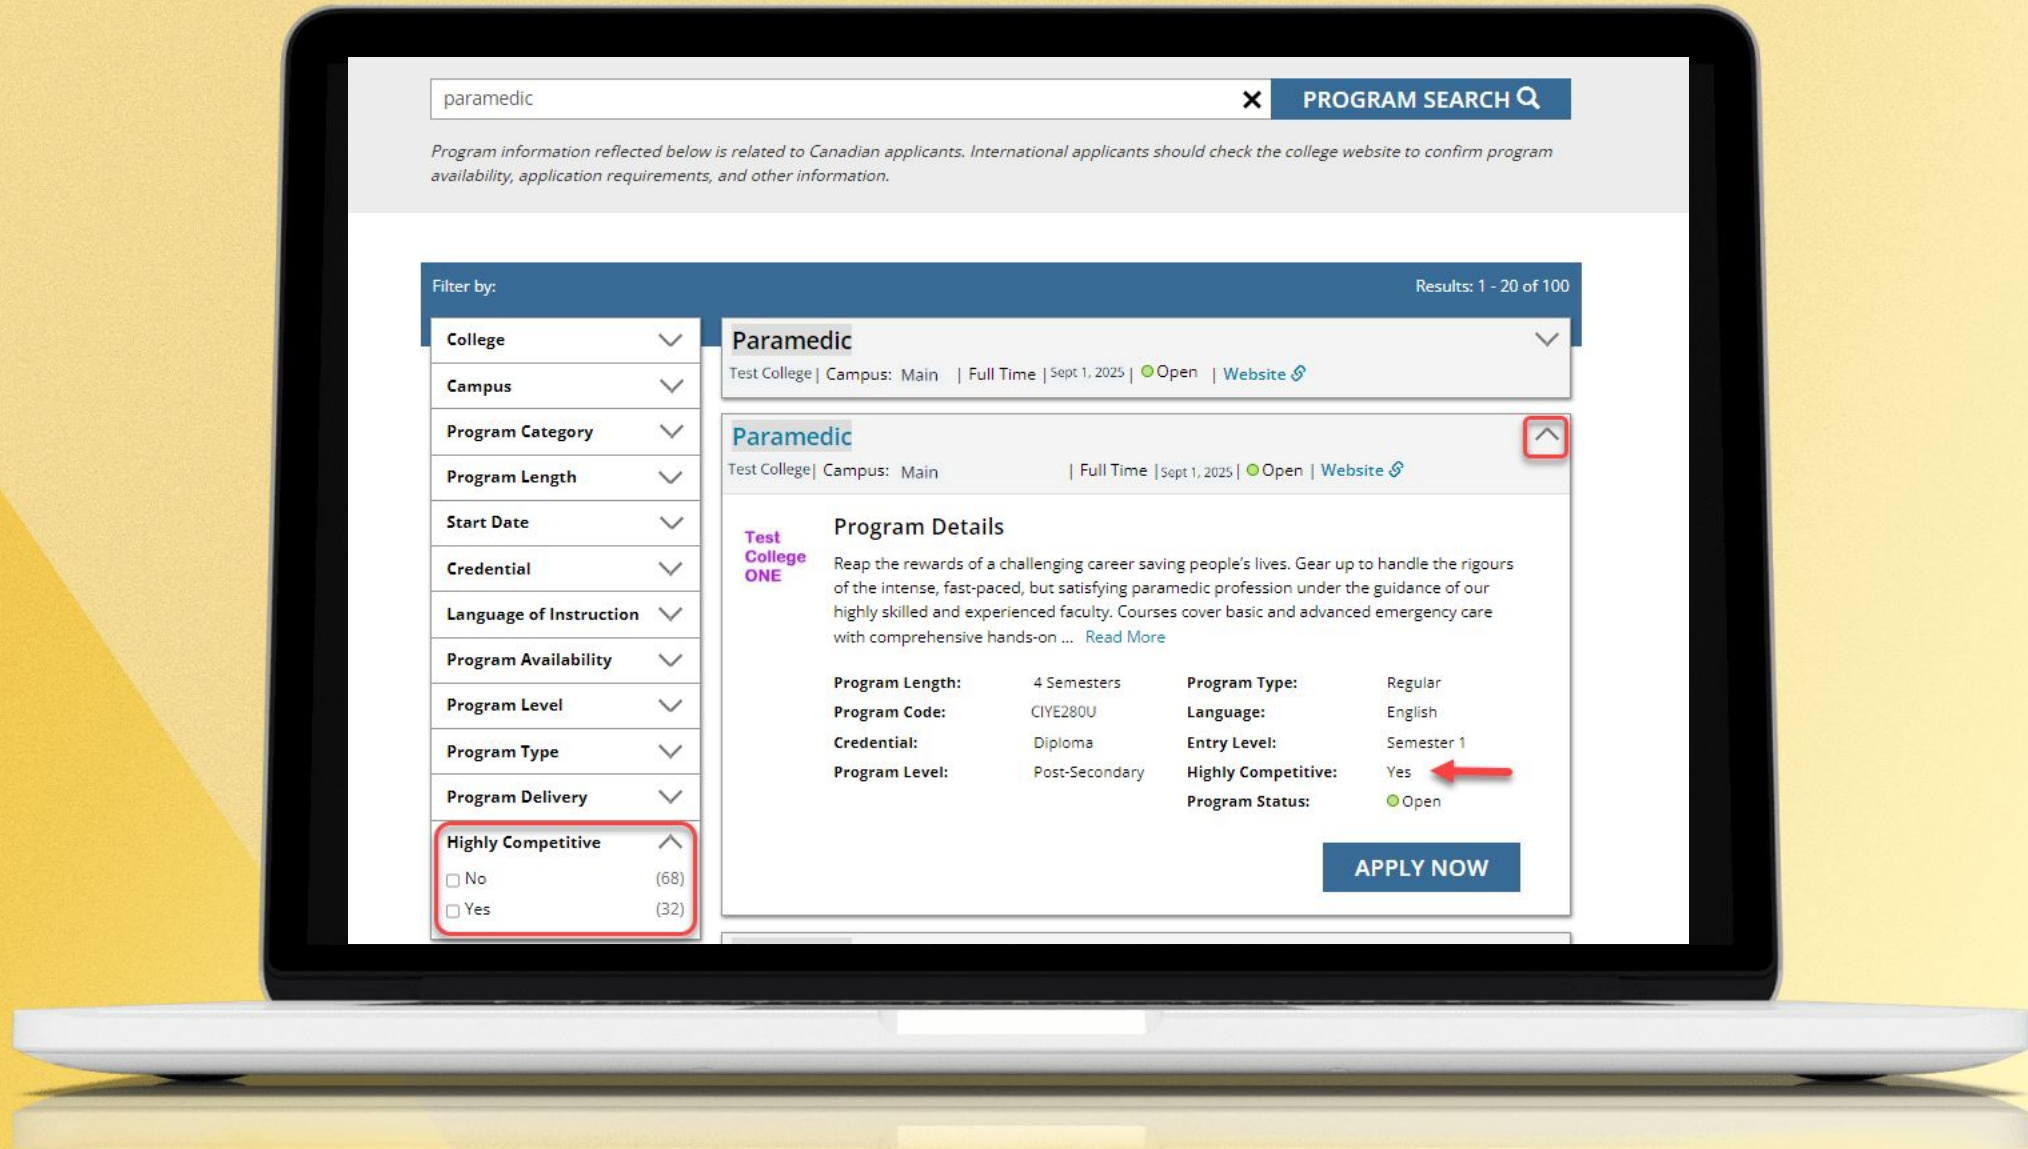 paramedic
PROGRAM SEARCH
Program information reflected below is related to Canadian applicants. International applicants should check the college website to confirm program
availability, application requirements, and other information.
Filter by:
Results: 1 - 20 of 100
College
Campus
Program Category
Program Length
Start Date
Credential
Language of Instruction
Program Availability
Program Level
Program Type
Program Delivery
Highly Competitive
No (68)
Yes (32)
Paramedic
Test College | Campus: Main | Full Time | Sept 1, 2025 | Open | Website
Paramedic
Test College | Campus: Main | Full Time | Sept 1, 2025 | Open | Website
Test
College
ONE
Program Details
Reap the rewards of a challenging career saving people's lives. Gear up to handle the rigours
of the intense, fast-paced, but satisfying paramedic profession under the guidance of our
highly skilled and experienced faculty. Courses cover basic and advanced emergency care
with comprehensive hands-on ... Read More
Program Length: 4 Semesters Program Type: Regular
Program Code: CIYE280U Language: English
Credential: Diploma Entry Level: Semester 1
Program Level: Post-Secondary Highly Competitive: Yes
Program Status: Open
APPLY NOW